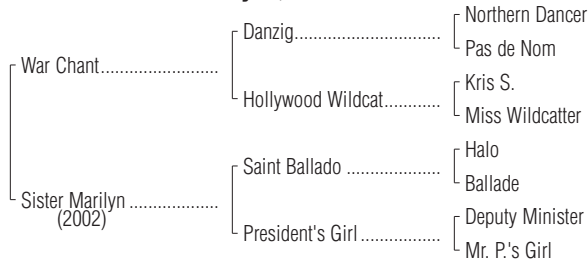 Northern Dancer
Danzig
Pas de Nom
War Chant
Kris S.
Hollywood Wildcat
Miss Wildcatter
Halo
Saint Ballado
Ballade
Sister Marilyn
(2002)
Deputy Minister
President's Girl
Mr. P.'s Girl